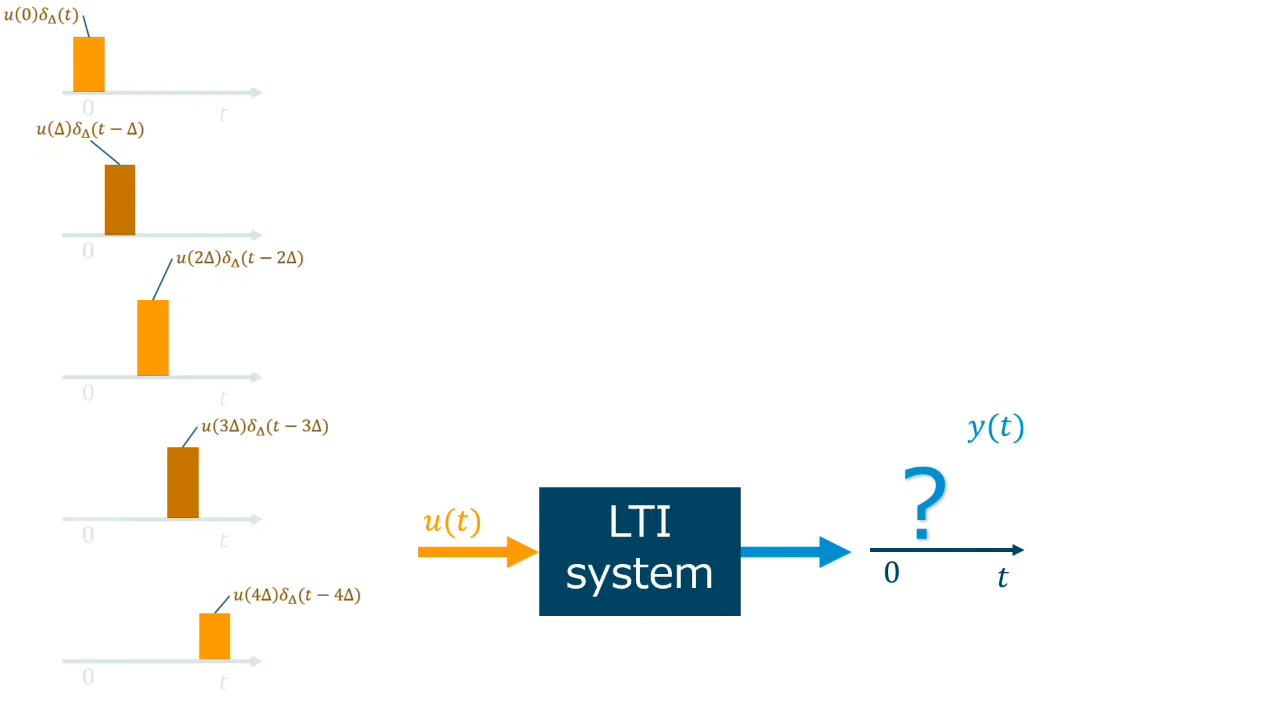 u(0)δ_Δ(t)
0
t
u(Δ)δ_Δ(t − Δ)
0
u(2Δ)δ_Δ(t − 2Δ)
0
t
u(3Δ)δ_Δ(t − 3Δ)
0
t
u(4Δ)δ_Δ(t − 4Δ)
0
t
u(t)
LTI
system
y(t)
?
0
t